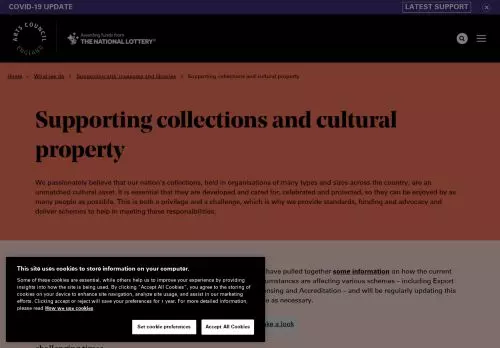 COVID-19 UPDATE
LATEST SUPPORT
ARTS COUNCIL
ENGLAND
Awarding funds from
THE NATIONAL LOTTERY®
Home > What we do > Supporting arts, museums and libraries > Supporting collections and cultural property
Supporting collections and cultural
property
We passionately believe that our nation's collections, held in organisations of many types and sizes across the country, are an
unmatched cultural asset. It is essential that they are developed and cared for, celebrated and protected, so they can be enjoyed by as
many people as possible. This is both a privilege and a challenge, which is why we provide standards, funding and advocacy and
deliver schemes to help in meeting these responsibilities.
have pulled together some information on how the current
cumstances are affecting various schemes – including Export
ensing and Accreditation – and will be regularly updating this
e as necessary.
ke a look
challenging times
This site uses cookies to store information on your computer.
Some of these cookies are essential, while others help us to improve your experience by providing
insights into how the site is being used. By clicking "Accept All Cookies", you agree to the storing of
cookies on your device to enhance site navigation, analyze site usage, and assist in our marketing
efforts. Clicking accept or reject will save your preferences for 1 year. For more detailed information,
please read How we use cookies
Set cookie preferences
Accept All Cookies